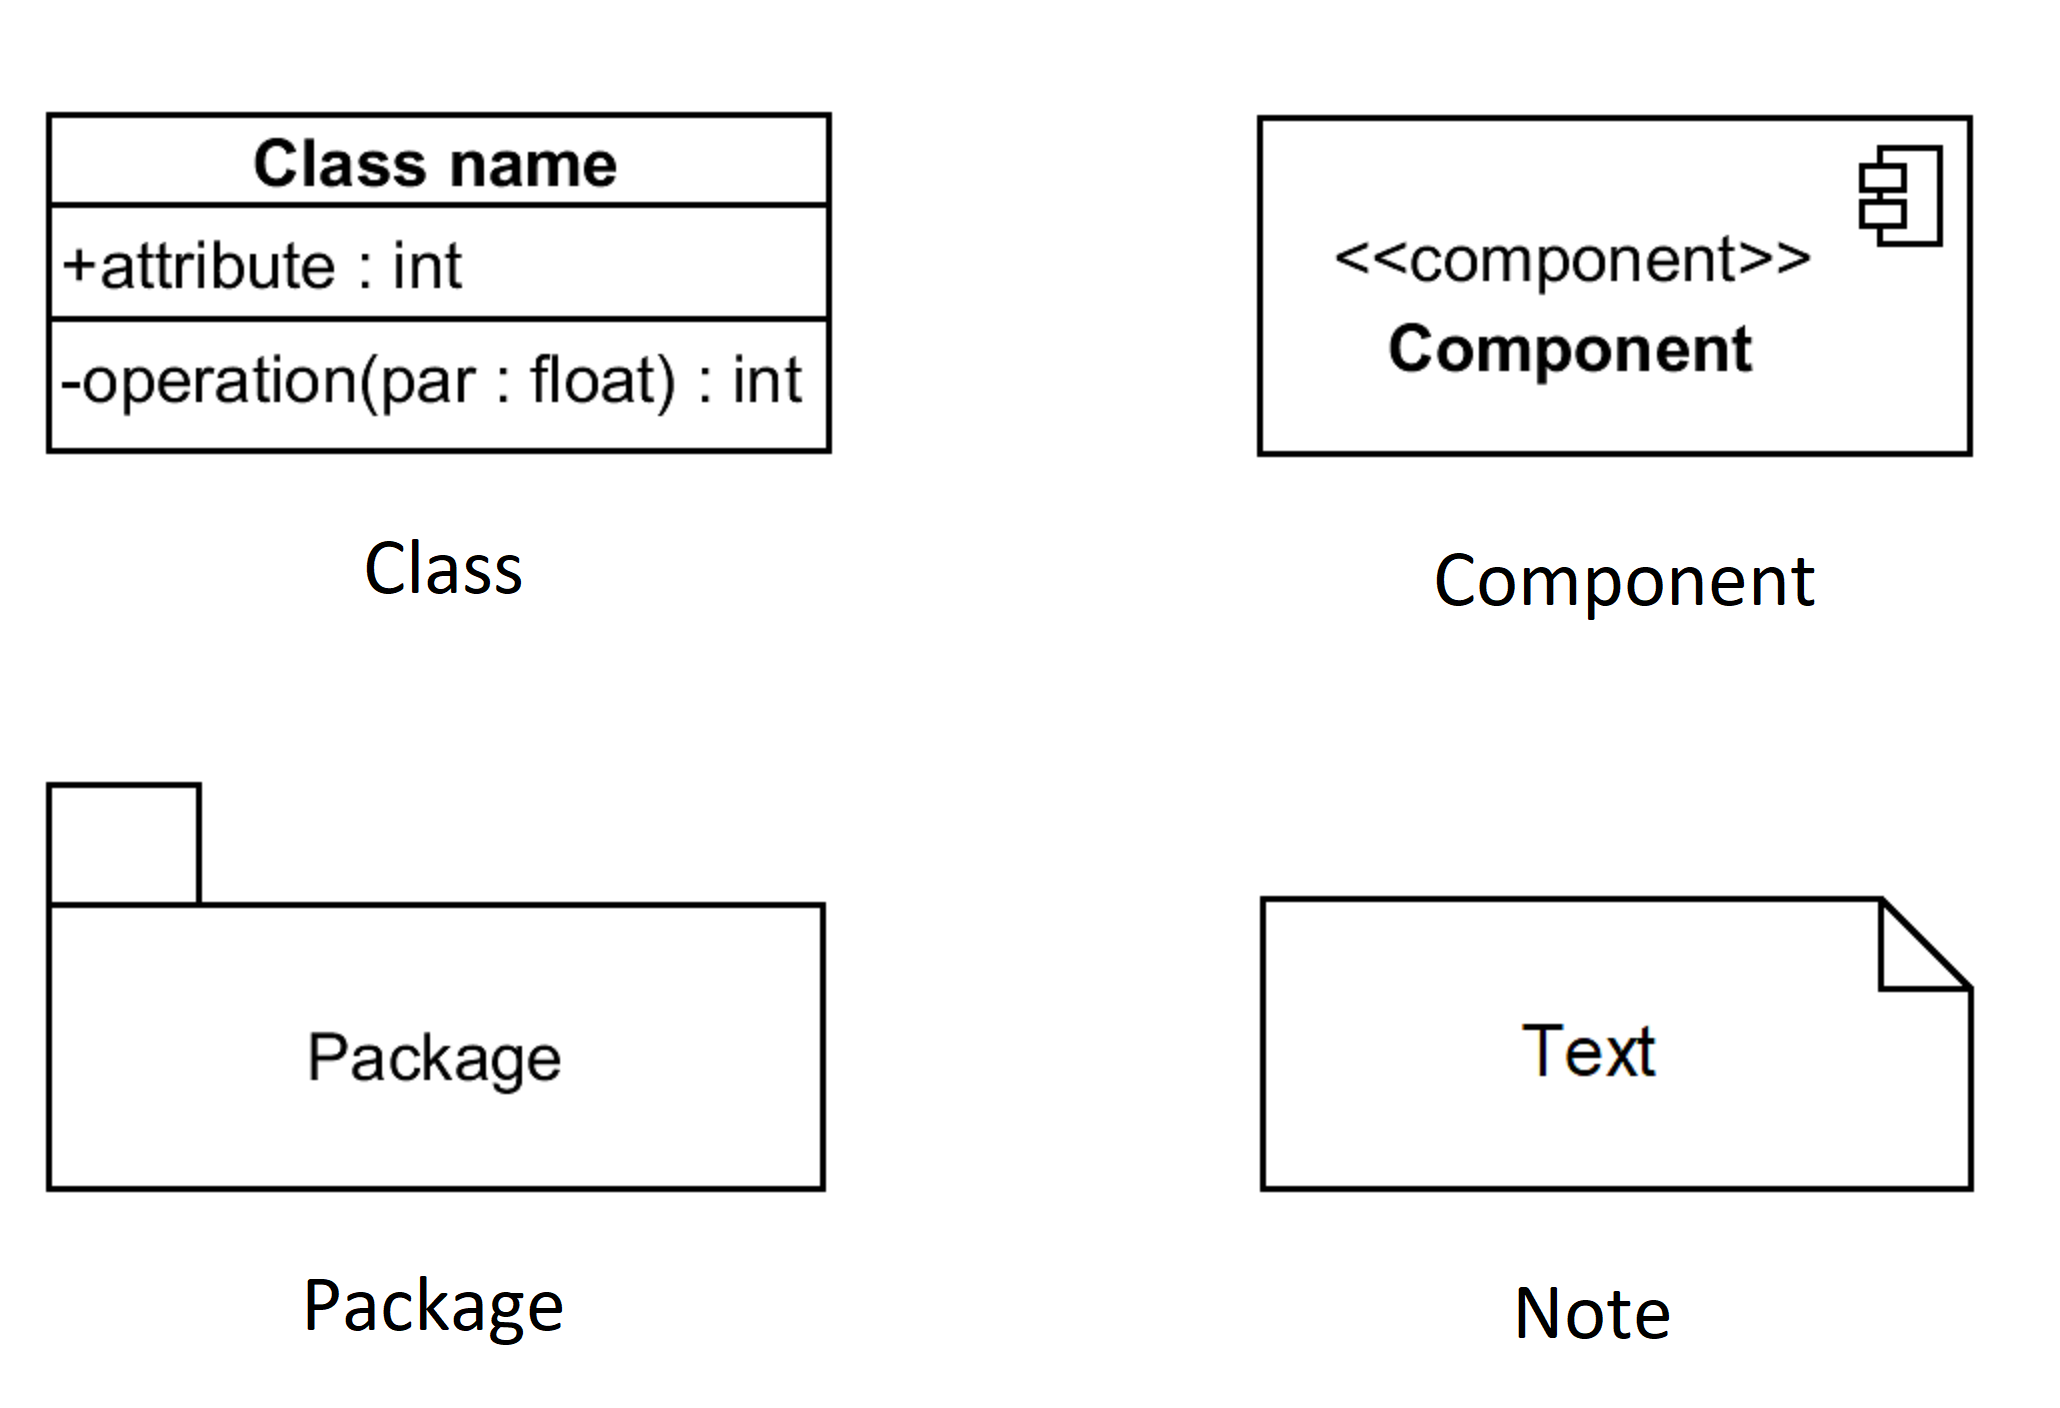 Class name
+attribute : int
-operation(par : float) : int
Class
<<component>>
Component
Component
Package
Package
Text
Note